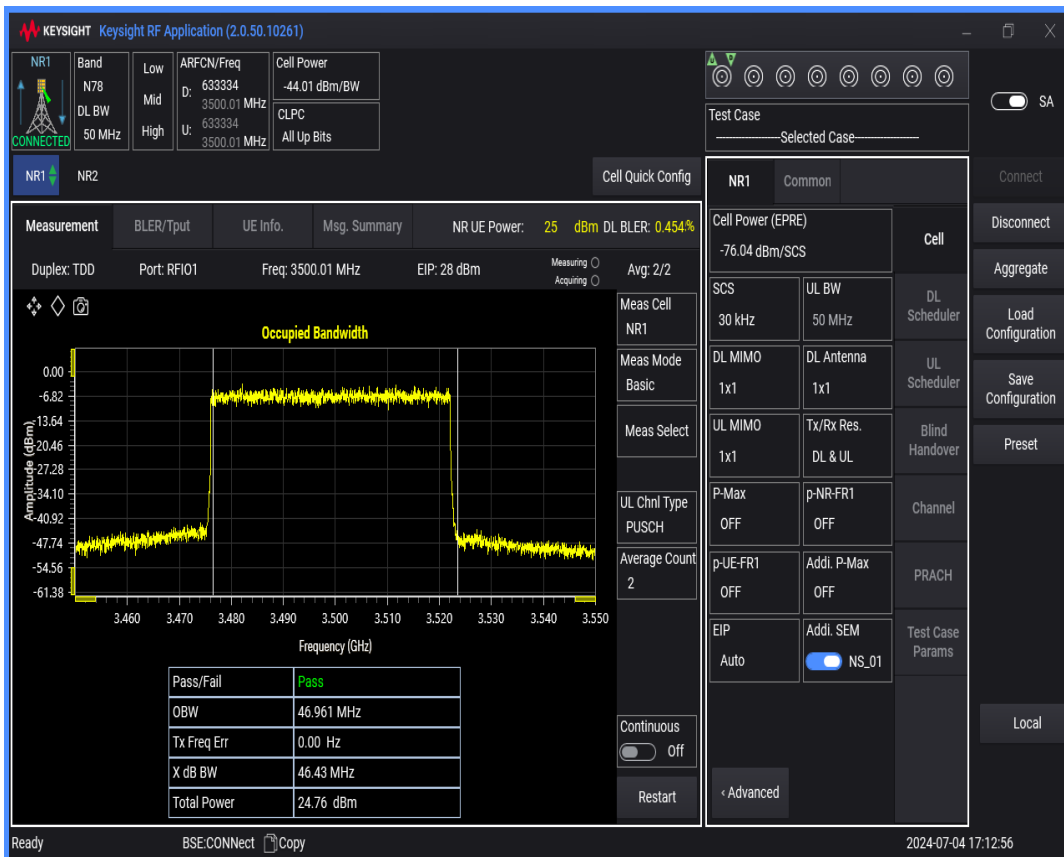 KEYSIGHT Keysight RF Application (2.0.50.10261)
NR1
CONNECTED
Band
N78
DL BW
50 MHz
Low
Mid
High
ARFCN/Freq
D: 633334
3500.01 MHz
U: 633334
3500.01 MHz
Cell Power
-44.01 dBm/BW
CLPC
All Up Bits
Test Case
--------------------Selected Case--------------------
SA
NR1 NR2 Cell Quick Config
Measurement BLER/Tput UE Info. Msg. Summary NR UE Power: 25 dBm DL BLER: 0.454%
Duplex: TDD Port: RFIO1 Freq: 3500.01 MHz EIP: 28 dBm Measuring Avg: 2/2
Acquiring
Occupied Bandwidth
Amplitude (dBm)
0.00
-6.82
-13.64
-20.46
-27.28
-34.10
-40.92
-47.74
-54.56
-61.38
3.460 3.470 3.480 3.490 3.500 3.510 3.520 3.530 3.540 3.550
Frequency (GHz)
Pass/Fail Pass
OBW 46.961 MHz
Tx Freq Err 0.00 Hz
X dB BW 46.43 MHz
Total Power 24.76 dBm
Meas Cell
NR1
Meas Mode
Basic
Meas Select
UL Chnl Type
PUSCH
Average Count
2
Continuous
Off
Restart
NR1 Common
Cell Power (EPRE)
-76.04 dBm/SCS
SCS
30 kHz
UL BW
50 MHz
DL MIMO
1x1
DL Antenna
1x1
UL MIMO
1x1
Tx/Rx Res.
DL & UL
P-Max
OFF
p-NR-FR1
OFF
p-UE-FR1
OFF
Addi. P-Max
OFF
EIP
Auto
Addi. SEM
NS_01
‹ Advanced
Cell
DL
Scheduler
UL
Scheduler
Blind
Handover
Channel
PRACH
Test Case
Params
Connect
Disconnect
Aggregate
Load
Configuration
Save
Configuration
Preset
Local
Ready BSE:CONNect Copy 2024-07-04 17:12:56